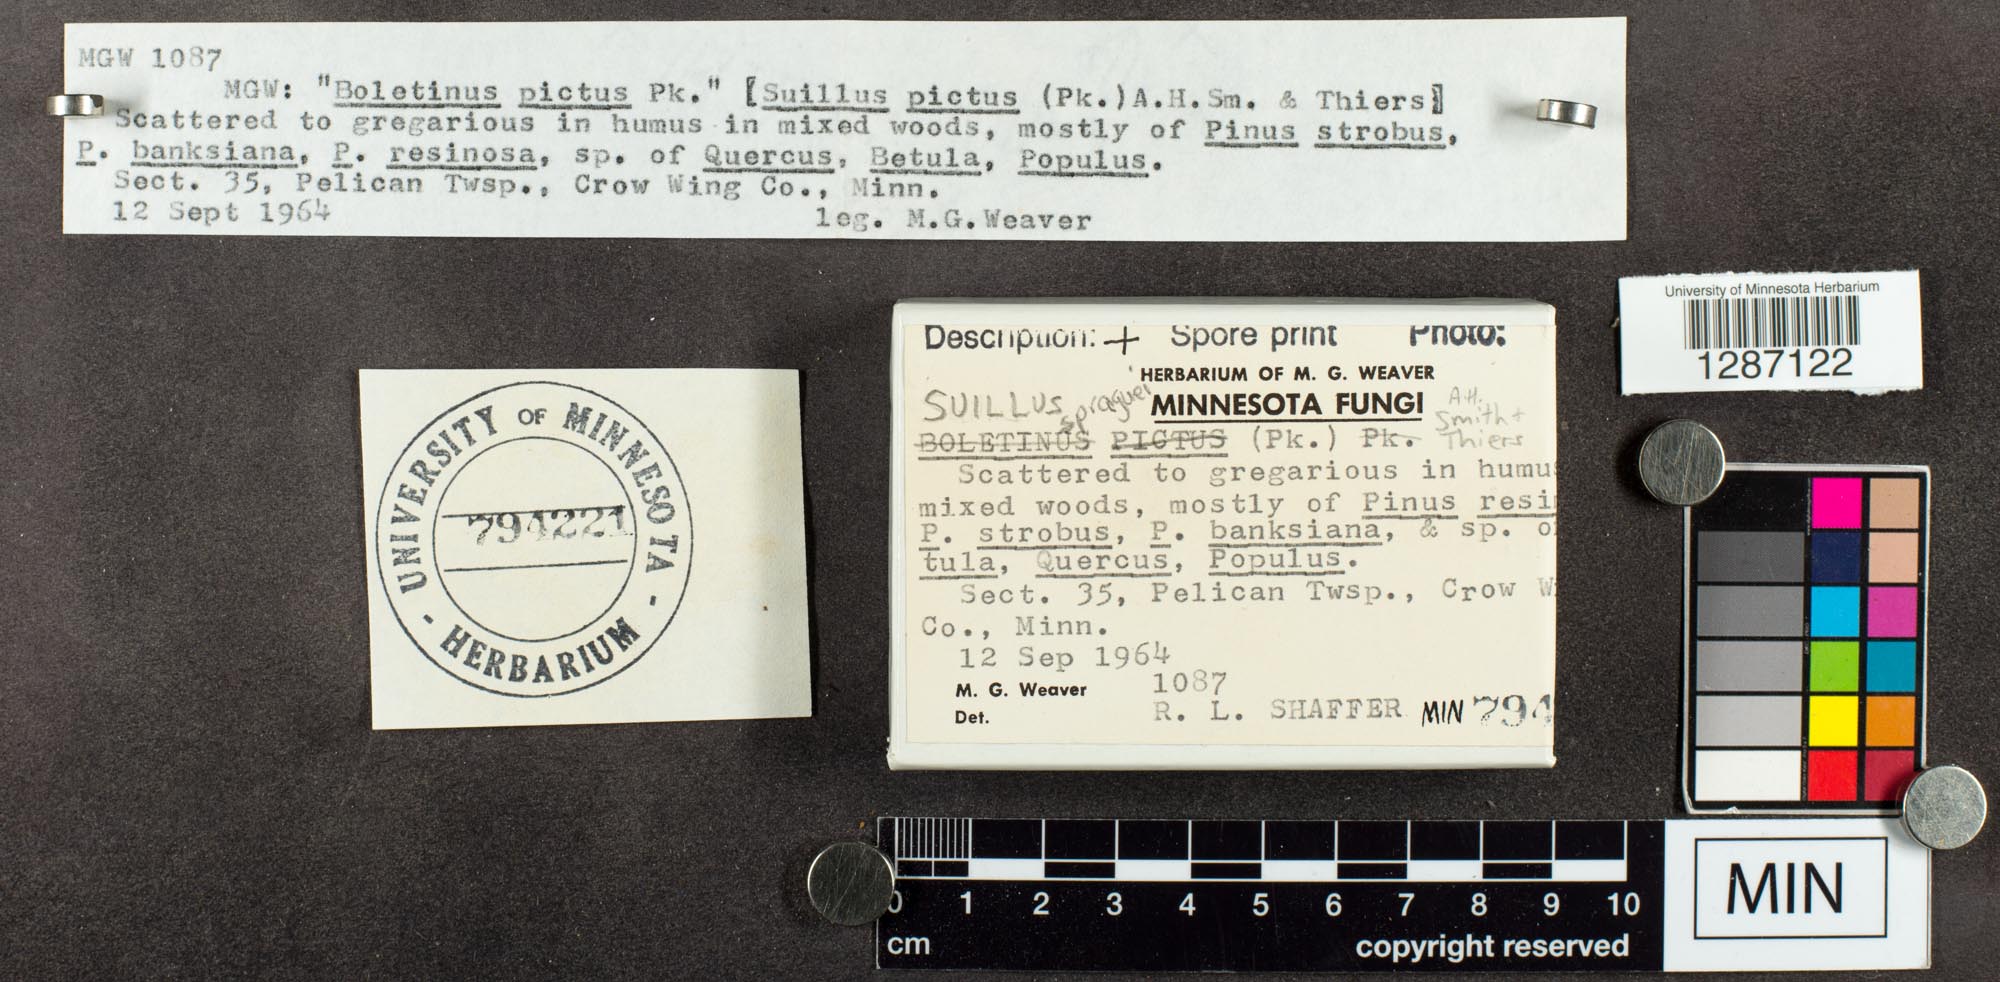 MGW 1087
MGW: "Boletinus pictus Pk." [Suillus pictus (Pk.)A.H.Sm. & Thiers]
Scattered to gregarious in humus in mixed woods, mostly of Pinus strobus,
P. banksiana, P. resinosa, sp. of Quercus, Betula, Populus.
Sect. 35, Pelican Twsp., Crow Wing Co., Minn.
12 Sept 1964 leg. M.G.Weaver
University of Minnesota Herbarium
1287122
UNIVERSITY OF MINNESOTA
794221
- HERBARIUM -
Description: + Spore print Photo:
HERBARIUM OF M. G. WEAVER
MINNESOTA FUNGI
SUILLUS spraguei A.H. Smith + Thiers
BOLETINUS PICTUS (Pk.) Pk.
Scattered to gregarious in humus
mixed woods, mostly of Pinus resi
P. strobus, P. banksiana, & sp. o
tula, Quercus, Populus.
Sect. 35, Pelican Twsp., Crow W
Co., Minn.
12 Sep 1964
M. G. Weaver 1087
Det. R. L. SHAFFER MIN 794
0 1 2 3 4 5 6 7 8 9 10
cm copyright reserved
MIN